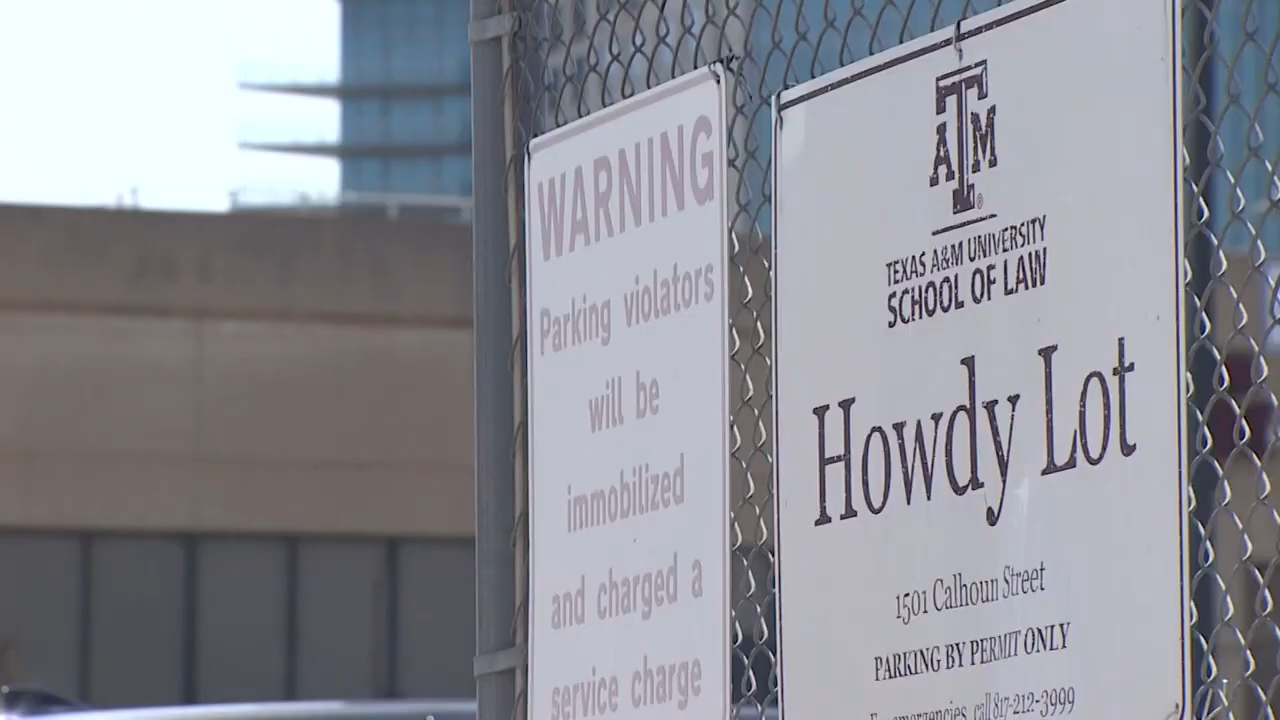 WARNING
Parking violators
will be
immobilized
and charged a
service charge
ATM
®
TEXAS A&M UNIVERSITY
SCHOOL OF LAW
Howdy Lot
1501 Calhoun Street
PARKING BY PERMIT ONLY
For emergencies, call 817-212-3999